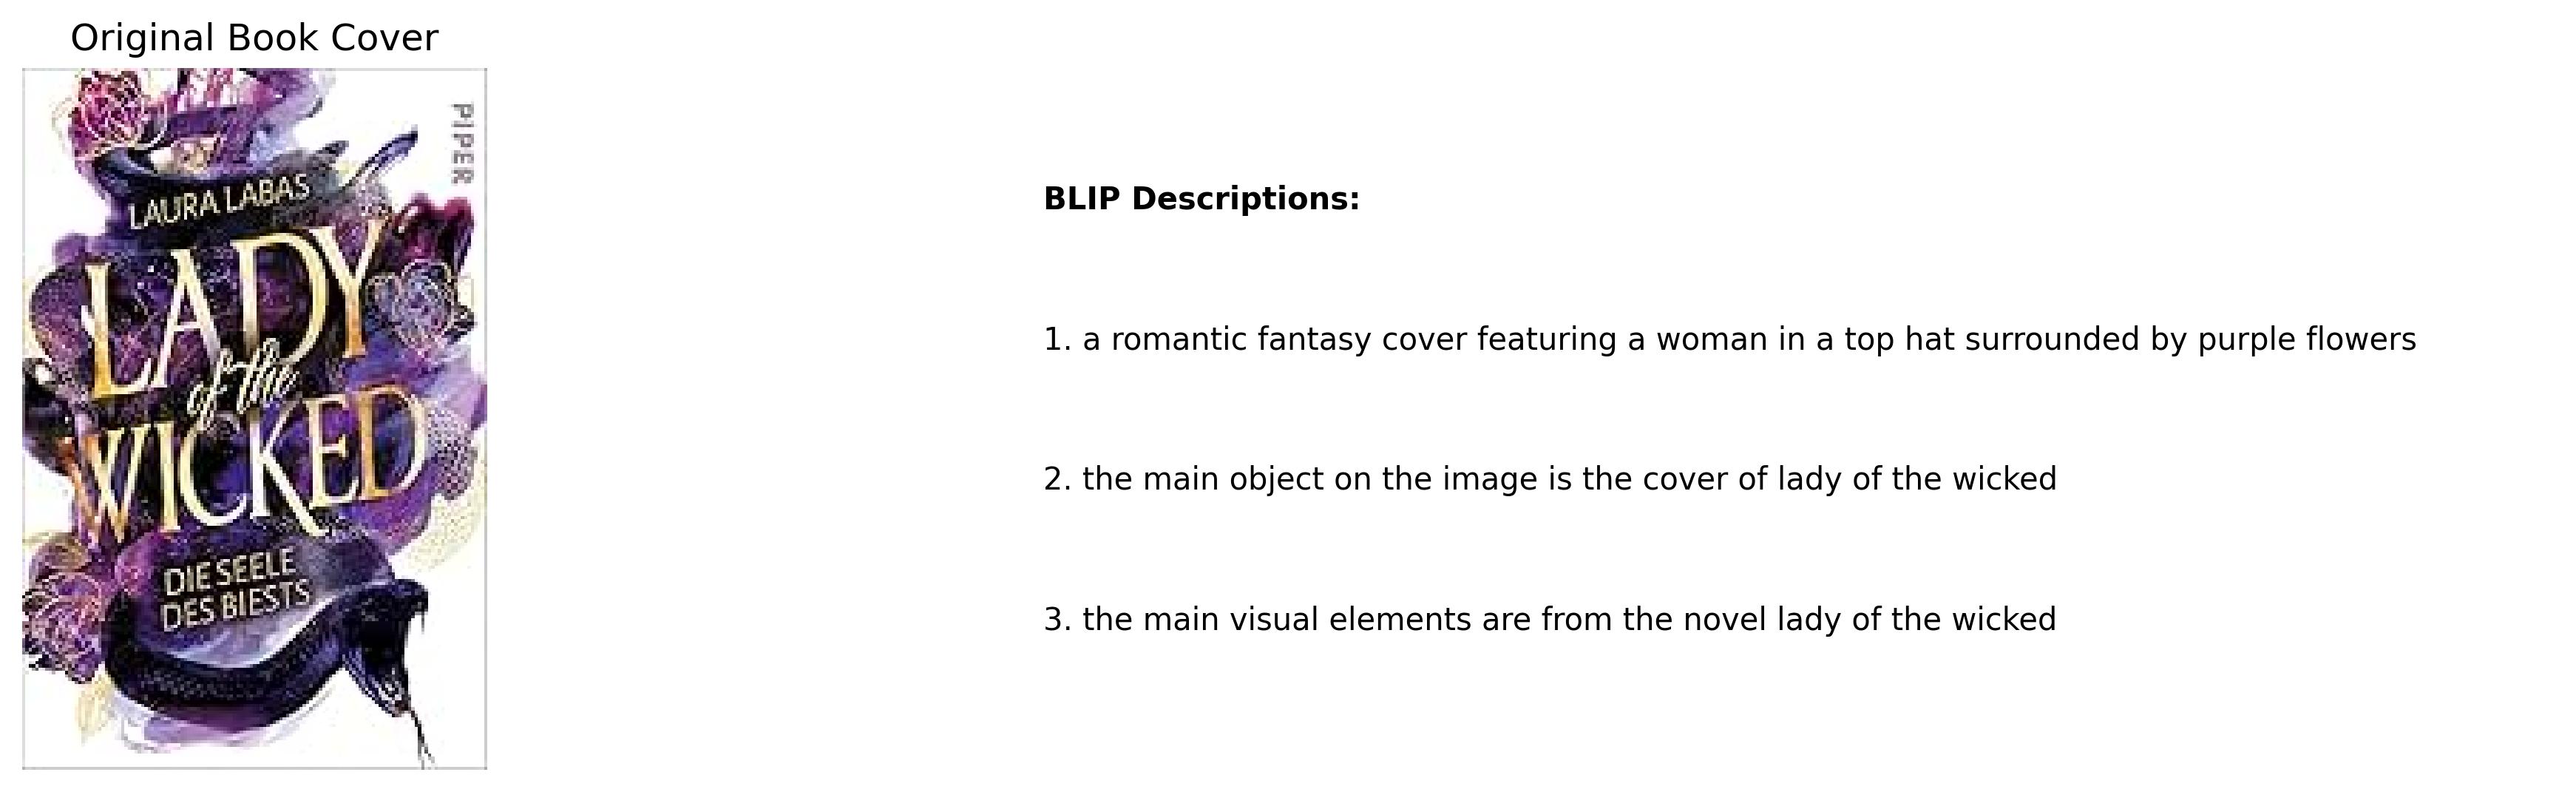 Original Book Cover
PIPER
LAURA LABAS
LADY
of the
WICKED
DIE SEELE
DES BIESTS
BLIP Descriptions:
1. a romantic fantasy cover featuring a woman in a top hat surrounded by purple flowers
2. the main object on the image is the cover of lady of the wicked
3. the main visual elements are from the novel lady of the wicked